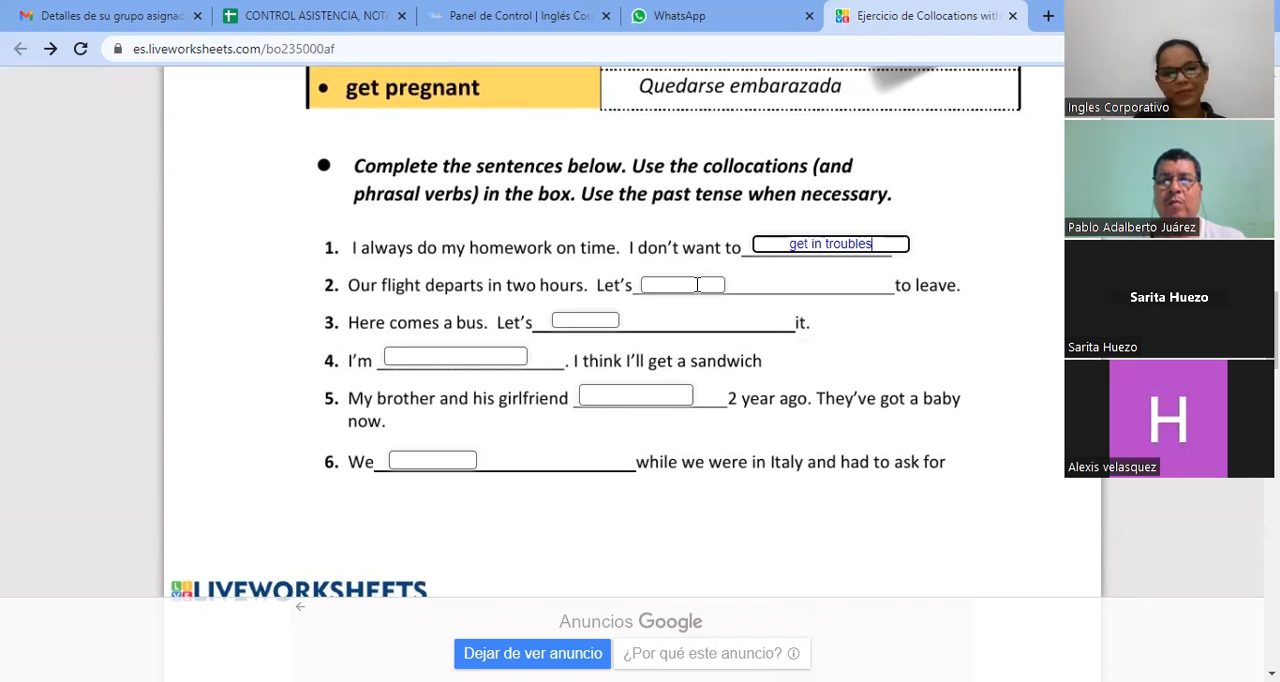 Detalles de su grupo asignad
CONTROL ASISTENCIA, NOTA
Panel de Control | Inglés Cor
WhatsApp
Ejercicio de Collocations with
es.liveworksheets.com/bo235000af
• get pregnant
Quedarse embarazada
Ingles Corporativo
● Complete the sentences below. Use the collocations (and
phrasal verbs) in the box. Use the past tense when necessary.
Pablo Adalberto Juárez
1. I always do my homework on time. I don't want to get in troubles
2. Our flight departs in two hours. Let's to leave.
Sarita Huezo
3. Here comes a bus. Let's it.
Sarita Huezo
4. I'm . I think I'll get a sandwich
5. My brother and his girlfriend 2 year ago. They've got a baby
now.
H
6. We while we were in Italy and had to ask for
Alexis velasquez
LIVEWORKSHEETS
Anuncios Google
Dejar de ver anuncio
¿Por qué este anuncio?